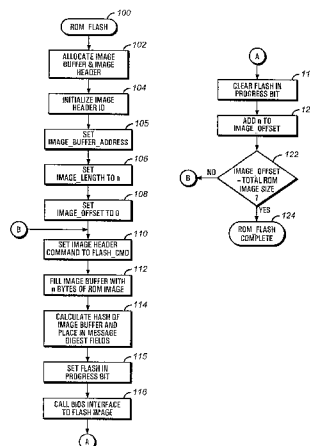 100
ROM FLASH
102
ALLOCATE IMAGE
BUFFER & IMAGE
HEADER
104
INITIALIZE IMAGE
HEADER ID
105
SET
IMAGE_BUFFER_ADDRESS
106
SET
IMAGE_LENGTH TO n
108
SET
IMAGE_OFFSET TO 0
B
110
SET IMAGE HEADER
COMMAND TO FLASH_CMD
112
FILL IMAGE BUFFER WITH
n BYTES OF ROM IMAGE
114
CALCULATE HASH OF
IMAGE BUFFER AND
PLACE IN MESSAGE
DIGEST FIELDS
115
SET FLASH IN
PROGRESS BIT
116
CALL BIOS INTERFACE
TO FLASH IMAGE
A
A
11
CLEAR FLASH IN
PROGRESS BIT
12
ADD n TO
IMAGE_OFFSET
122
B
NO
IMAGE_OFFSET
= TOTAL ROM
IMAGE SIZE
?
YES
124
ROM FLASH
COMPLETE